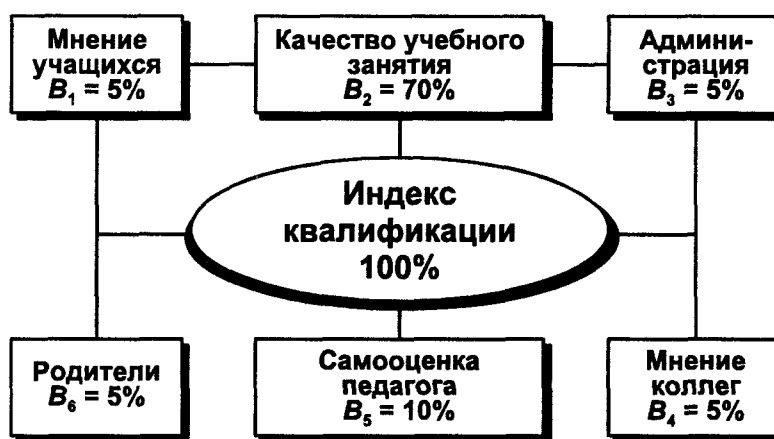 Мнение
учащихся
B₁ = 5%
Качество учебного
занятия
B₂ = 70%
Админи-
страция
B₃ = 5%
Индекс
квалификации
100%
Родители
B₆ = 5%
Самооценка
педагога
B₅ = 10%
Мнение
коллег
B₄ = 5%